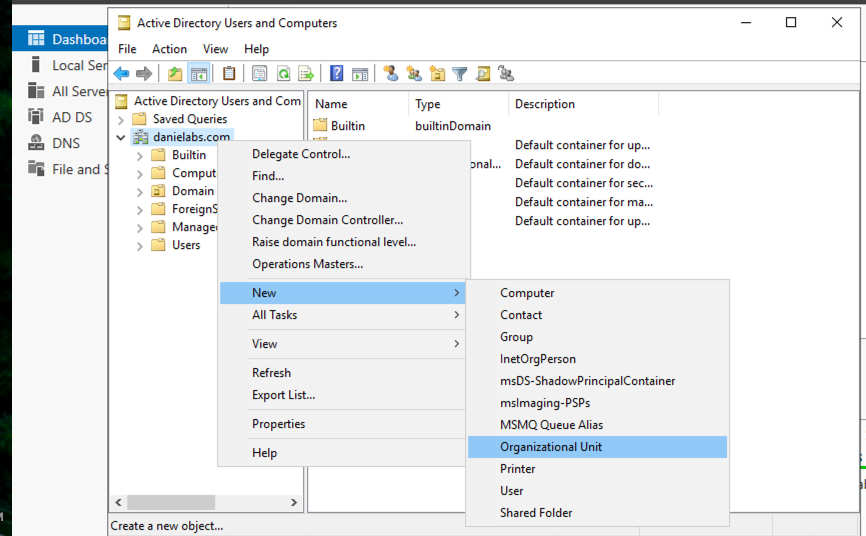 Active Directory Users and Computers
File Action View Help
Dashboa
Local Ser
All Server
AD DS
DNS
File and S
Active Directory Users and Com
Saved Queries
danielabs.com
Builtin
Comput
Domain
ForeignS
Manage
Users
Name Type Description
Builtin builtinDomain
Default container for up...
onal... Default container for do...
Default container for sec...
Default container for ma...
Default container for up...
Delegate Control...
Find...
Change Domain...
Change Domain Controller...
Raise domain functional level...
Operations Masters...
New
All Tasks
View
Refresh
Export List...
Properties
Help
Computer
Contact
Group
InetOrgPerson
msDS-ShadowPrincipalContainer
msImaging-PSPs
MSMQ Queue Alias
Organizational Unit
Printer
User
Shared Folder
Create a new object...